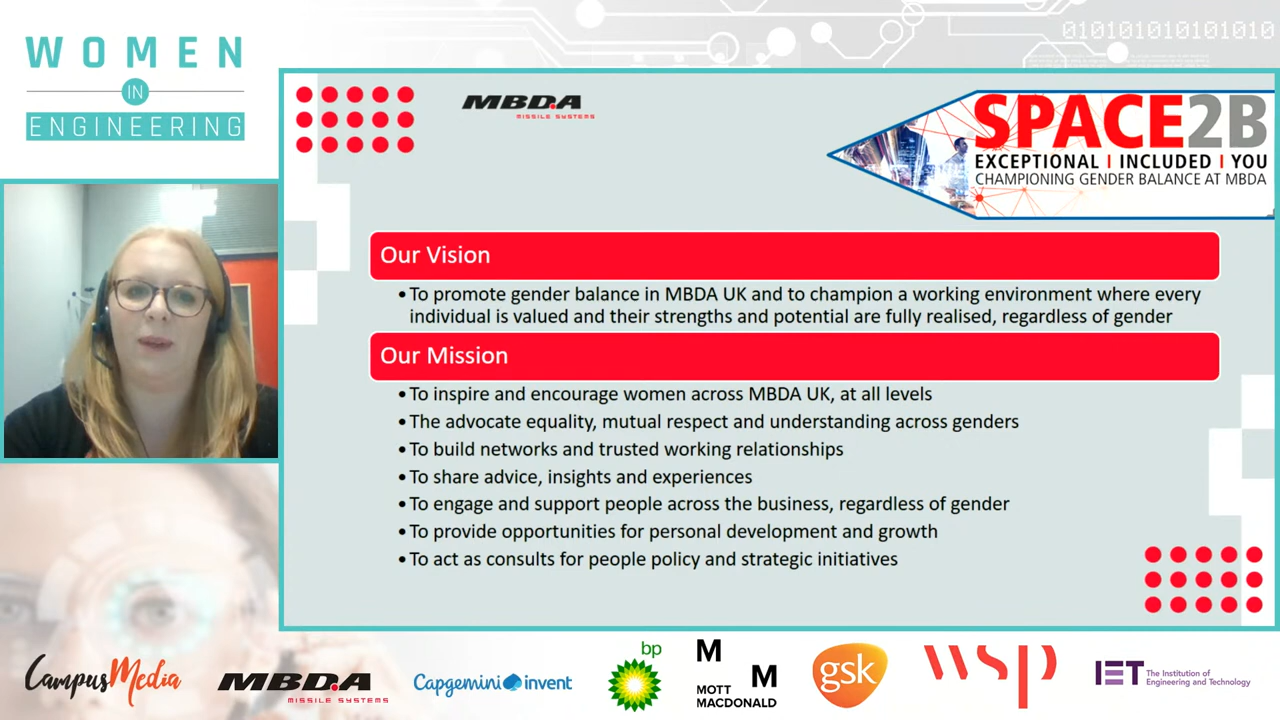 WOMEN
IN
ENGINEERING
010101010101010
MBDA
MISSILE SYSTEMS
SPACE2B
EXCEPTIONAL I INCLUDED I YOU
CHAMPIONING GENDER BALANCE AT MBDA
Our Vision
•To promote gender balance in MBDA UK and to champion a working environment where every
individual is valued and their strengths and potential are fully realised, regardless of gender
Our Mission
•To inspire and encourage women across MBDA UK, at all levels
•The advocate equality, mutual respect and understanding across genders
•To build networks and trusted working relationships
•To share advice, insights and experiences
•To engage and support people across the business, regardless of gender
•To provide opportunities for personal development and growth
•To act as consults for people policy and strategic initiatives
CampusMedia
MBDA
MISSILE SYSTEMS
Capgemini invent
bp
M
M
MOTT
MACDONALD
gsk
wsp
IET
The Institution of
Engineering and Technology